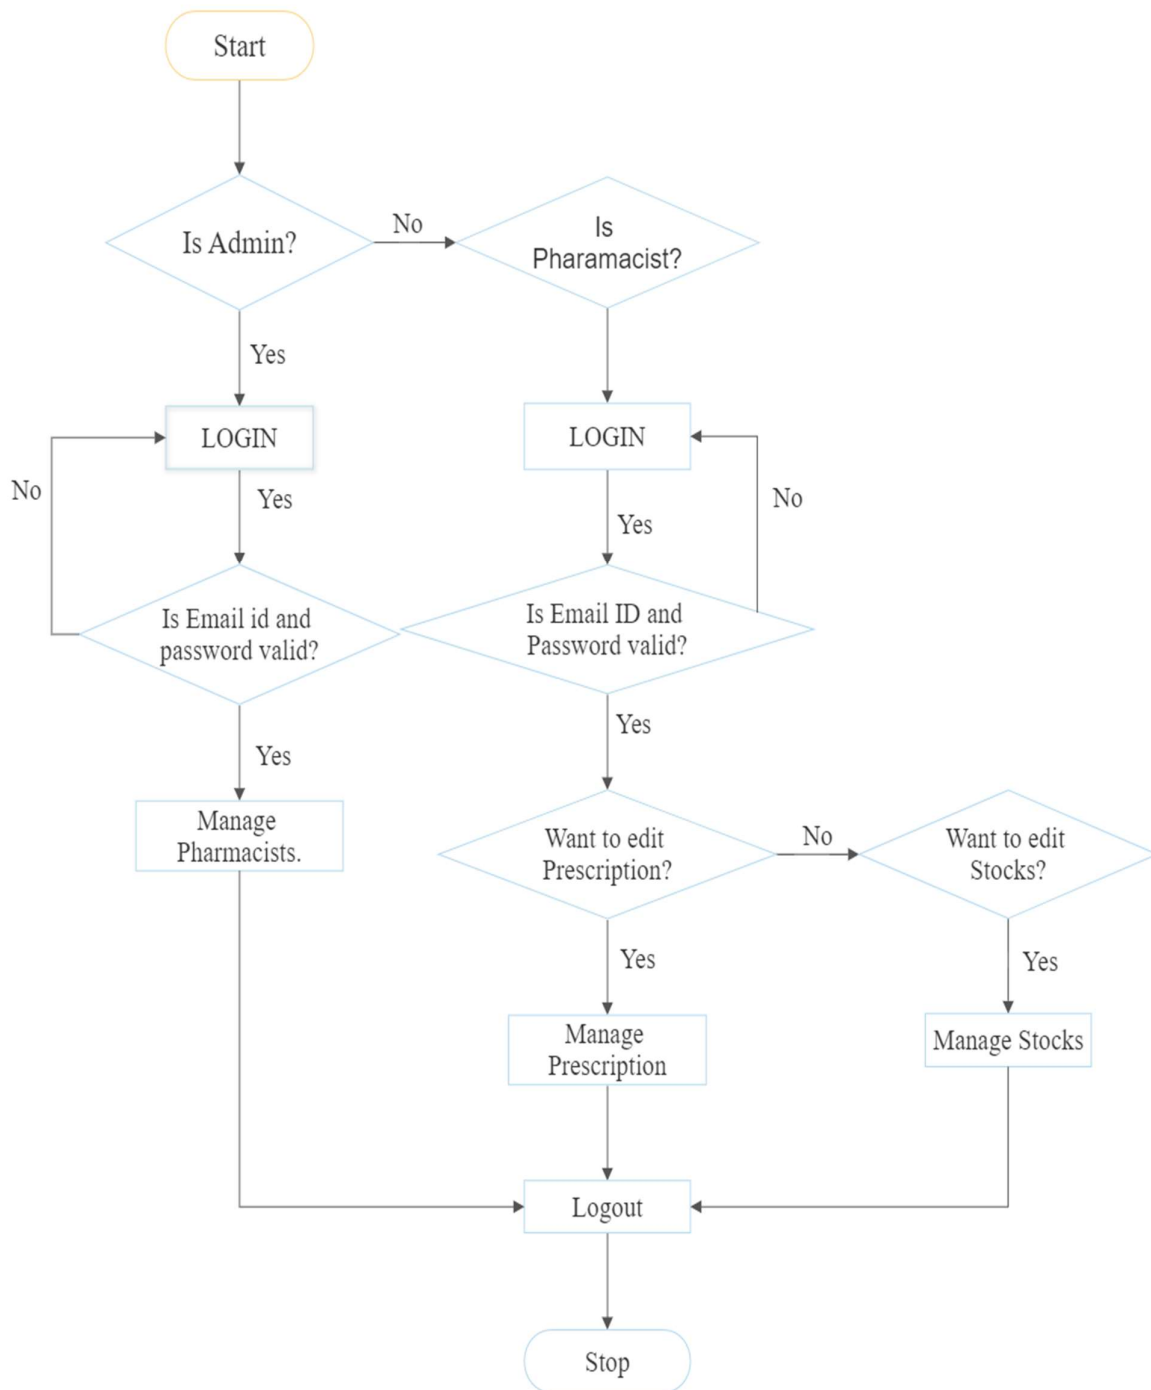 Start
Is Admin?
No
Is
Pharamacist?
Yes
LOGIN
LOGIN
No
Yes
Yes
No
Is Email id and
password valid?
Is Email ID and
Password valid?
Yes
Yes
Manage
Pharmacists.
Want to edit
Prescription?
No
Want to edit
Stocks?
Yes
Yes
Manage
Prescription
Manage Stocks
Logout
Stop